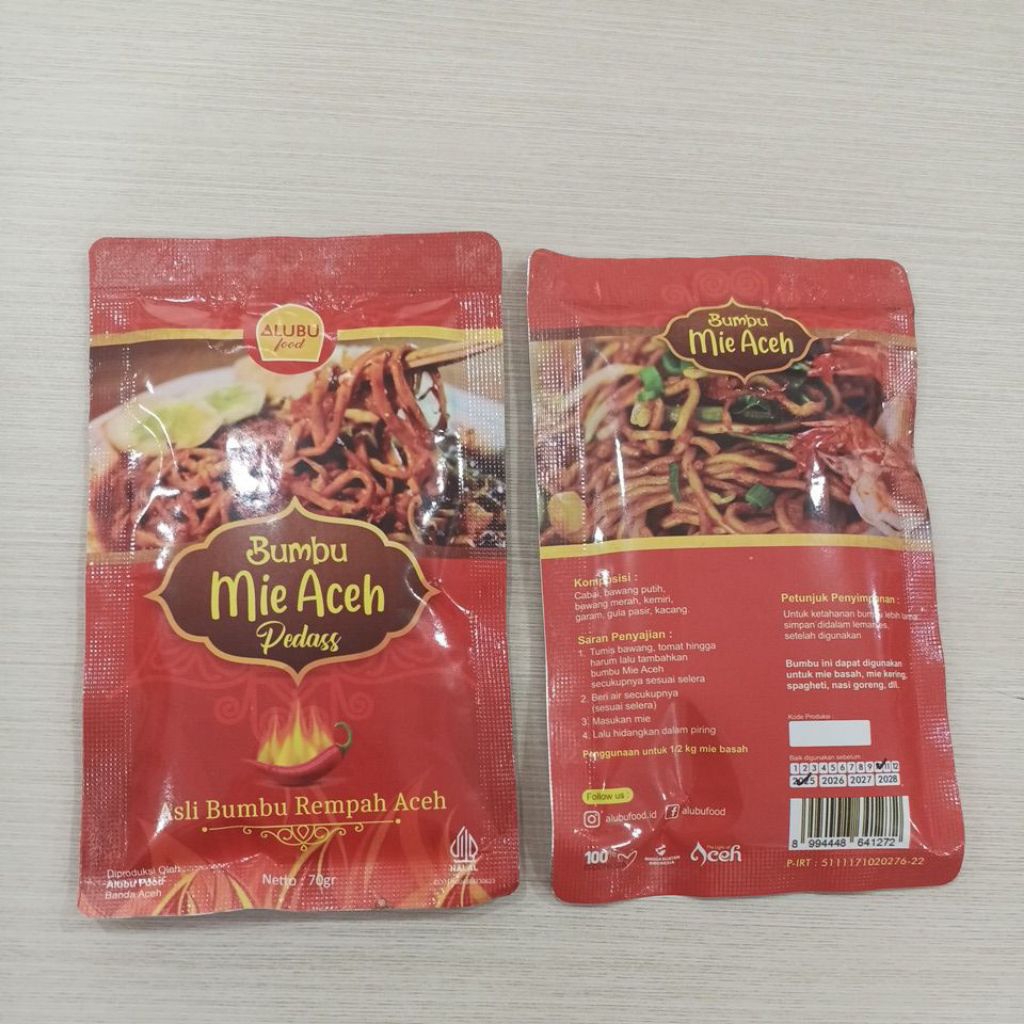 ALUBU
food
Bumbu
Mie Aceh
Pedass
Asli Bumbu Rempah Aceh
Diproduksi Oleh
Alubu Food
Banda Aceh
Netto : 70gr
HALAL
Bumbu
Mie Aceh
Komposisi :
Cabai, bawang putih,
bawang merah, kemiri,
garam, gula pasir, kacang.
Saran Penyajian :
1. Tumis bawang, tomat hingga
harum lalu tambahkan
bumbu Mie Aceh
secukupnya sesuai selera
2. Beri air secukupnya
(sesuai selera)
3. Masukan mie
4. Lalu hidangkan dalam piring
Penggunaan untuk 1/2 kg mie basah
Follow us :
alubufood.id
alubufood
100
Aceh
Petunjuk Penyimpanan :
Untuk ketahanan bumbu lebih lama
simpan didalam lemari es,
setelah digunakan
Bumbu ini dapat digunakan
untuk mie basah, mie kering,
spagheti, nasi goreng, dll.
Kode Produksi :
Baik digunakan sebelum
1 2 3 4 5 6 7 8 9 10 11 12
2025 2026 2027 2028
8 994448 641272
P-IRT : 5111171020276-22